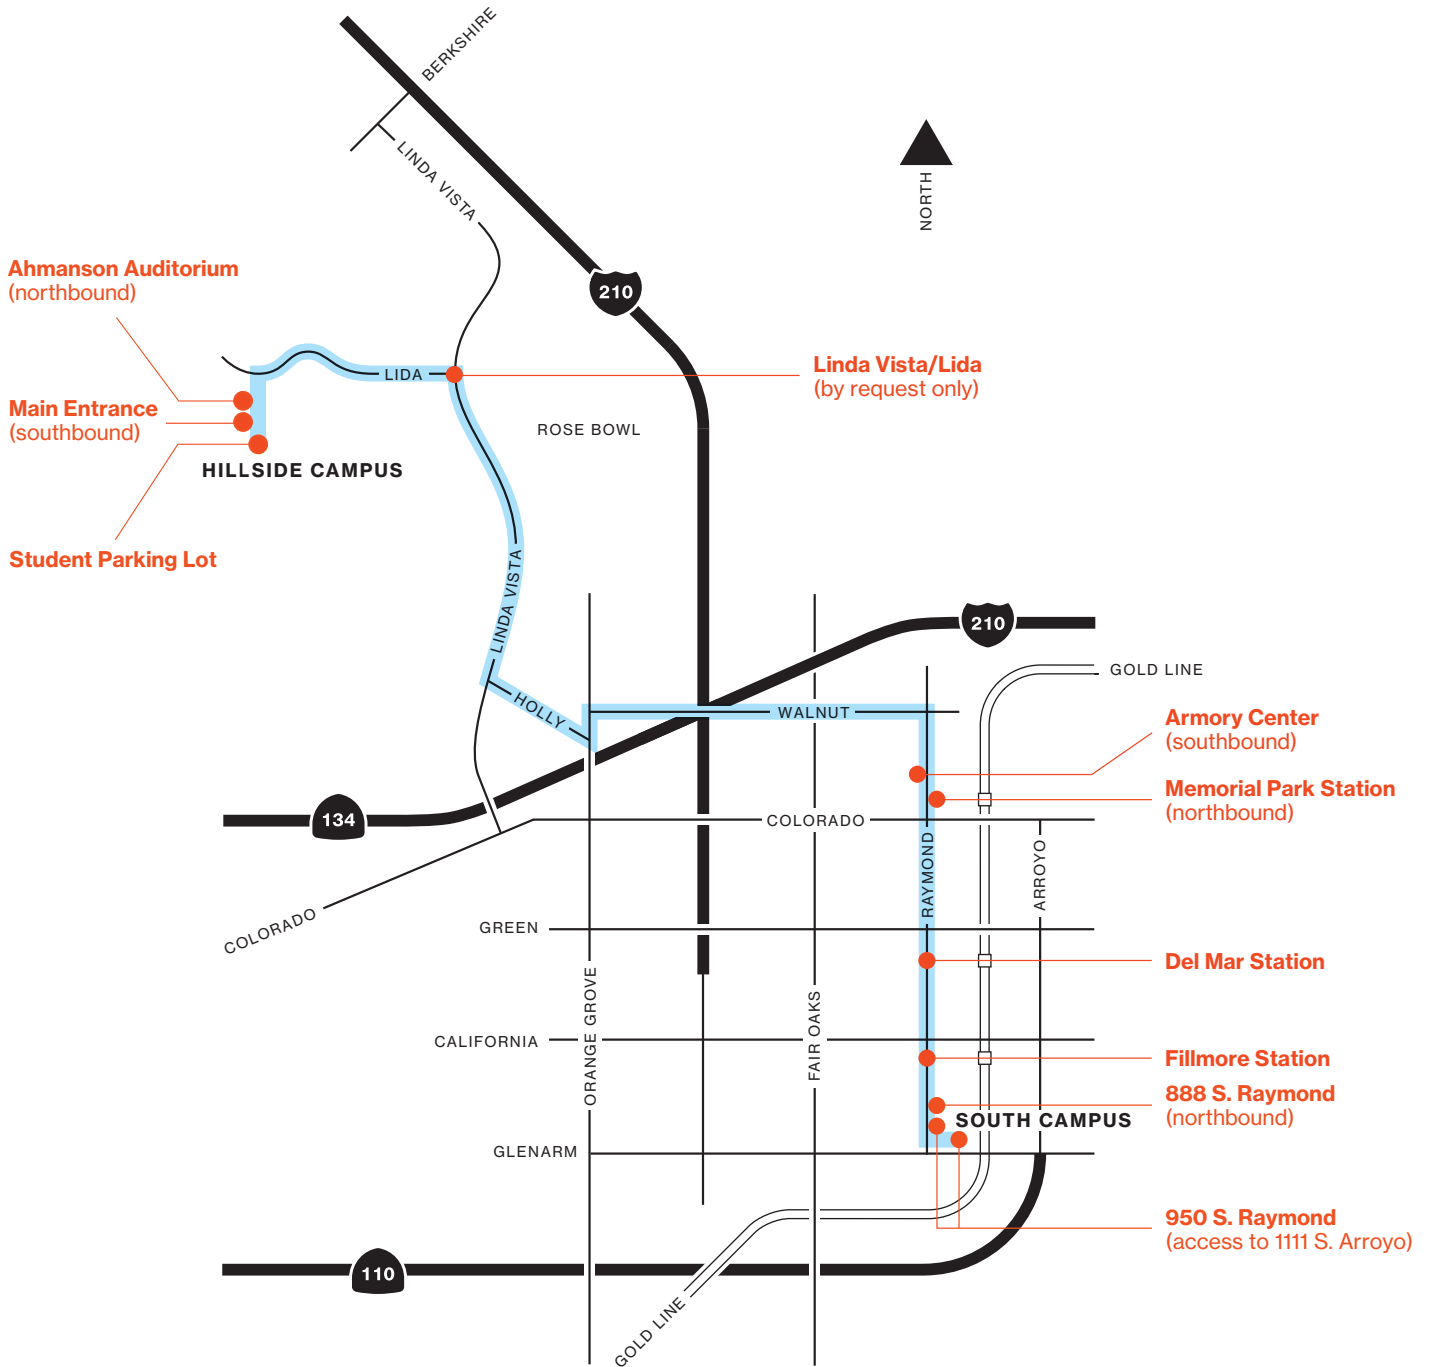 BERKSHIRE
LINDA VISTA
NORTH
210
Ahmanson Auditorium
(northbound)
LIDA
Linda Vista/Lida
(by request only)
Main Entrance
(southbound)
ROSE BOWL
HILLSIDE CAMPUS
Student Parking Lot
LINDA VISTA
210
GOLD LINE
HOLLY
WALNUT
Armory Center
(southbound)
Memorial Park Station
(northbound)
134
COLORADO
RAYMOND
ARROYO
COLORADO
GREEN
Del Mar Station
ORANGE GROVE
FAIR OAKS
CALIFORNIA
Fillmore Station
888 S. Raymond
(northbound)
SOUTH CAMPUS
GLENARM
950 S. Raymond
(access to 1111 S. Arroyo)
110
GOLD LINE